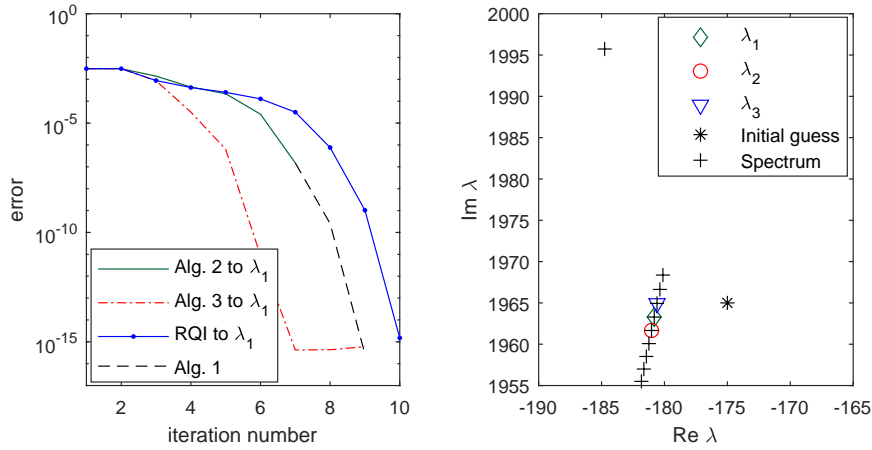 error
10^-5
10^-10
10^-15
Alg. 2 to λ_1
Alg. 3 to λ_1
RQI to λ_1
Alg. 1
2 4 6 8 10
iteration number
Im λ
2000
1995
1990
1985
1980
1975
1970
1965
1960
1955
λ_1
λ_2
λ_3
Initial guess
Spectrum
-190 -185 -180 -175 -170 -165
Re λ